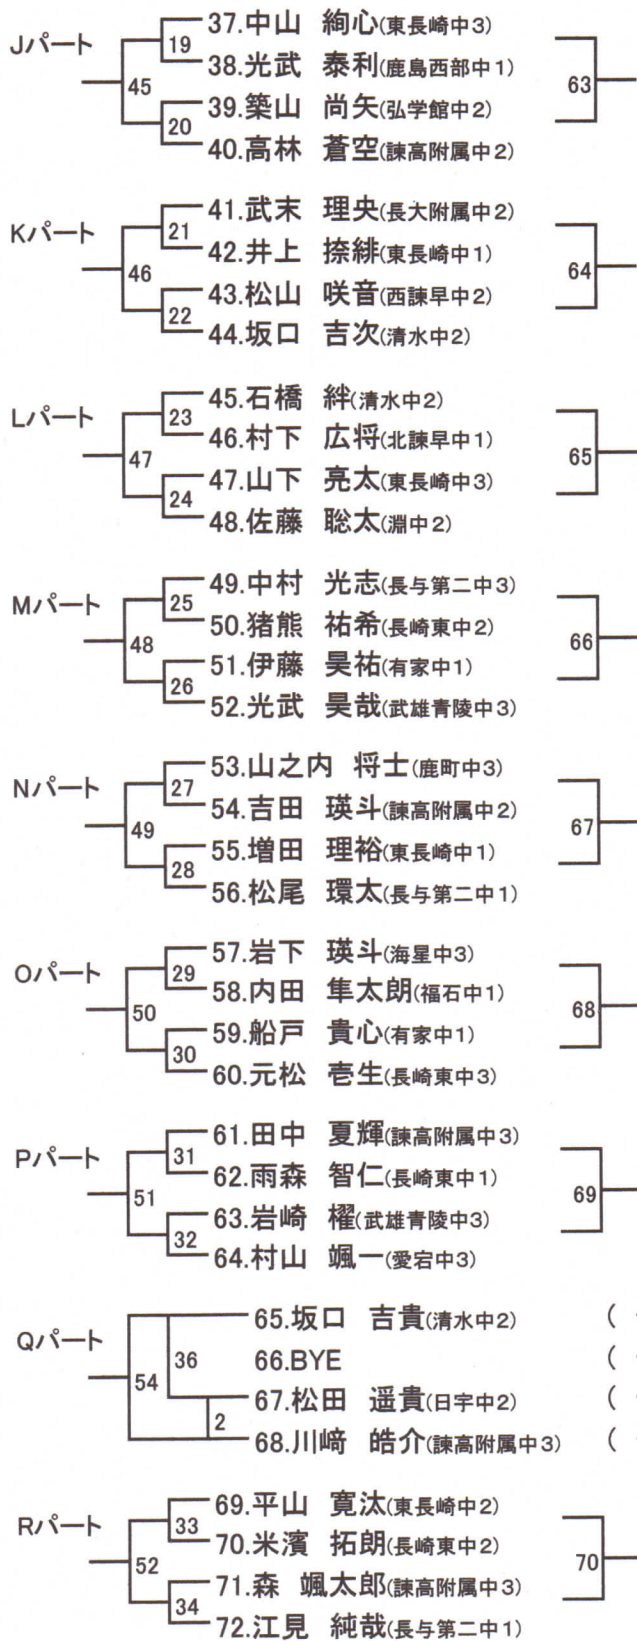 Jパート
45
19
37.中山 絢心(東長崎中3)
38.光武 泰利(鹿島西部中1)
20
39.築山 尚矢(弘学館中2)
40.高林 蒼空(諫高附属中2)
63
Kパート
46
21
41.武末 理央(長大附属中2)
42.井上 捺緋(東長崎中1)
22
43.松山 咲音(西諫早中2)
44.坂口 吉次(清水中2)
64
Lパート
47
23
45.石橋 絆(清水中2)
46.村下 広将(北諫早中1)
24
47.山下 亮太(東長崎中3)
48.佐藤 聡太(淵中2)
65
Mパート
48
25
49.中村 光志(長与第二中3)
50.猪熊 祐希(長崎東中2)
26
51.伊藤 昊祐(有家中1)
52.光武 昊哉(武雄青陵中3)
66
Nパート
49
27
53.山之内 将士(鹿町中3)
54.吉田 瑛斗(諫高附属中2)
28
55.増田 理裕(東長崎中1)
56.松尾 環太(長与第二中1)
67
Oパート
50
29
57.岩下 瑛斗(海星中3)
58.内田 隼太朗(福石中1)
30
59.船戸 貴心(有家中1)
60.元松 壱生(長崎東中3)
68
Pパート
51
31
61.田中 夏輝(諫高附属中3)
62.雨森 智仁(長崎東中1)
32
63.岩崎 櫂(武雄青陵中3)
64.村山 颯一(愛宕中3)
69
Qパート
54
36
2
65.坂口 吉貴(清水中2) (
66.BYE (
67.松田 遥貴(日宇中2) (
68.川﨑 皓介(諫高附属中3) (
Rパート
52
33
69.平山 寛汰(東長崎中2)
70.米濱 拓朗(長崎東中2)
34
71.森 颯太郎(諫高附属中3)
72.江見 純哉(長与第二中1)
70